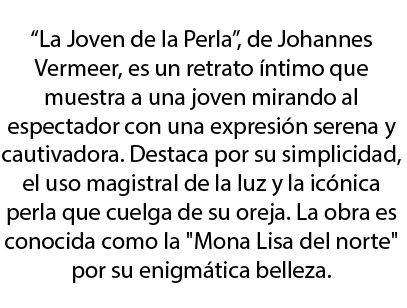 “La Joven de la Perla”, de Johannes
Vermeer, es un retrato íntimo que
muestra a una joven mirando al
espectador con una expresión serena y
cautivadora. Destaca por su simplicidad,
el uso magistral de la luz y la icónica
perla que cuelga de su oreja. La obra es
conocida como la "Mona Lisa del norte"
por su enigmática belleza.